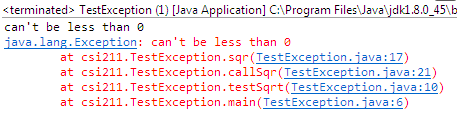 <terminated> TestException (1) [Java Application] C:\Program Files\Java\jdk1.8.0_45\b
can't be less than 0
java.lang.Exception: can't be less than 0
at csi211.TestException.sqr(TestException.java:17)
at csi211.TestException.callSqr(TestException.java:21)
at csi211.TestException.testSqrt(TestException.java:10)
at csi211.TestException.main(TestException.java:6)